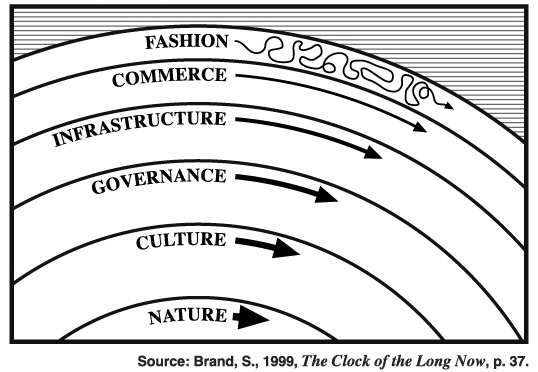 FASHION
COMMERCE
INFRASTRUCTURE
GOVERNANCE
CULTURE
NATURE
Source: Brand, S., 1999, The Clock of the Long Now, p. 37.